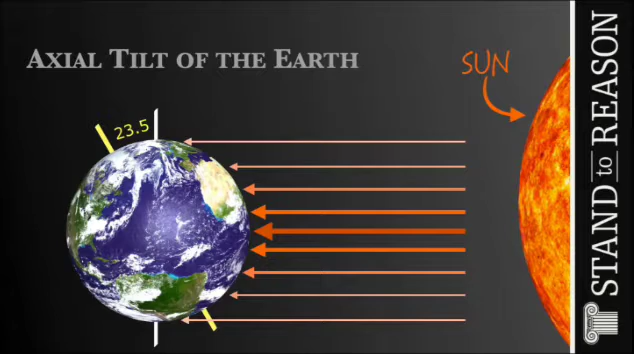 AXIAL TILT OF THE EARTH
SUN
23.5
STAND to REASON